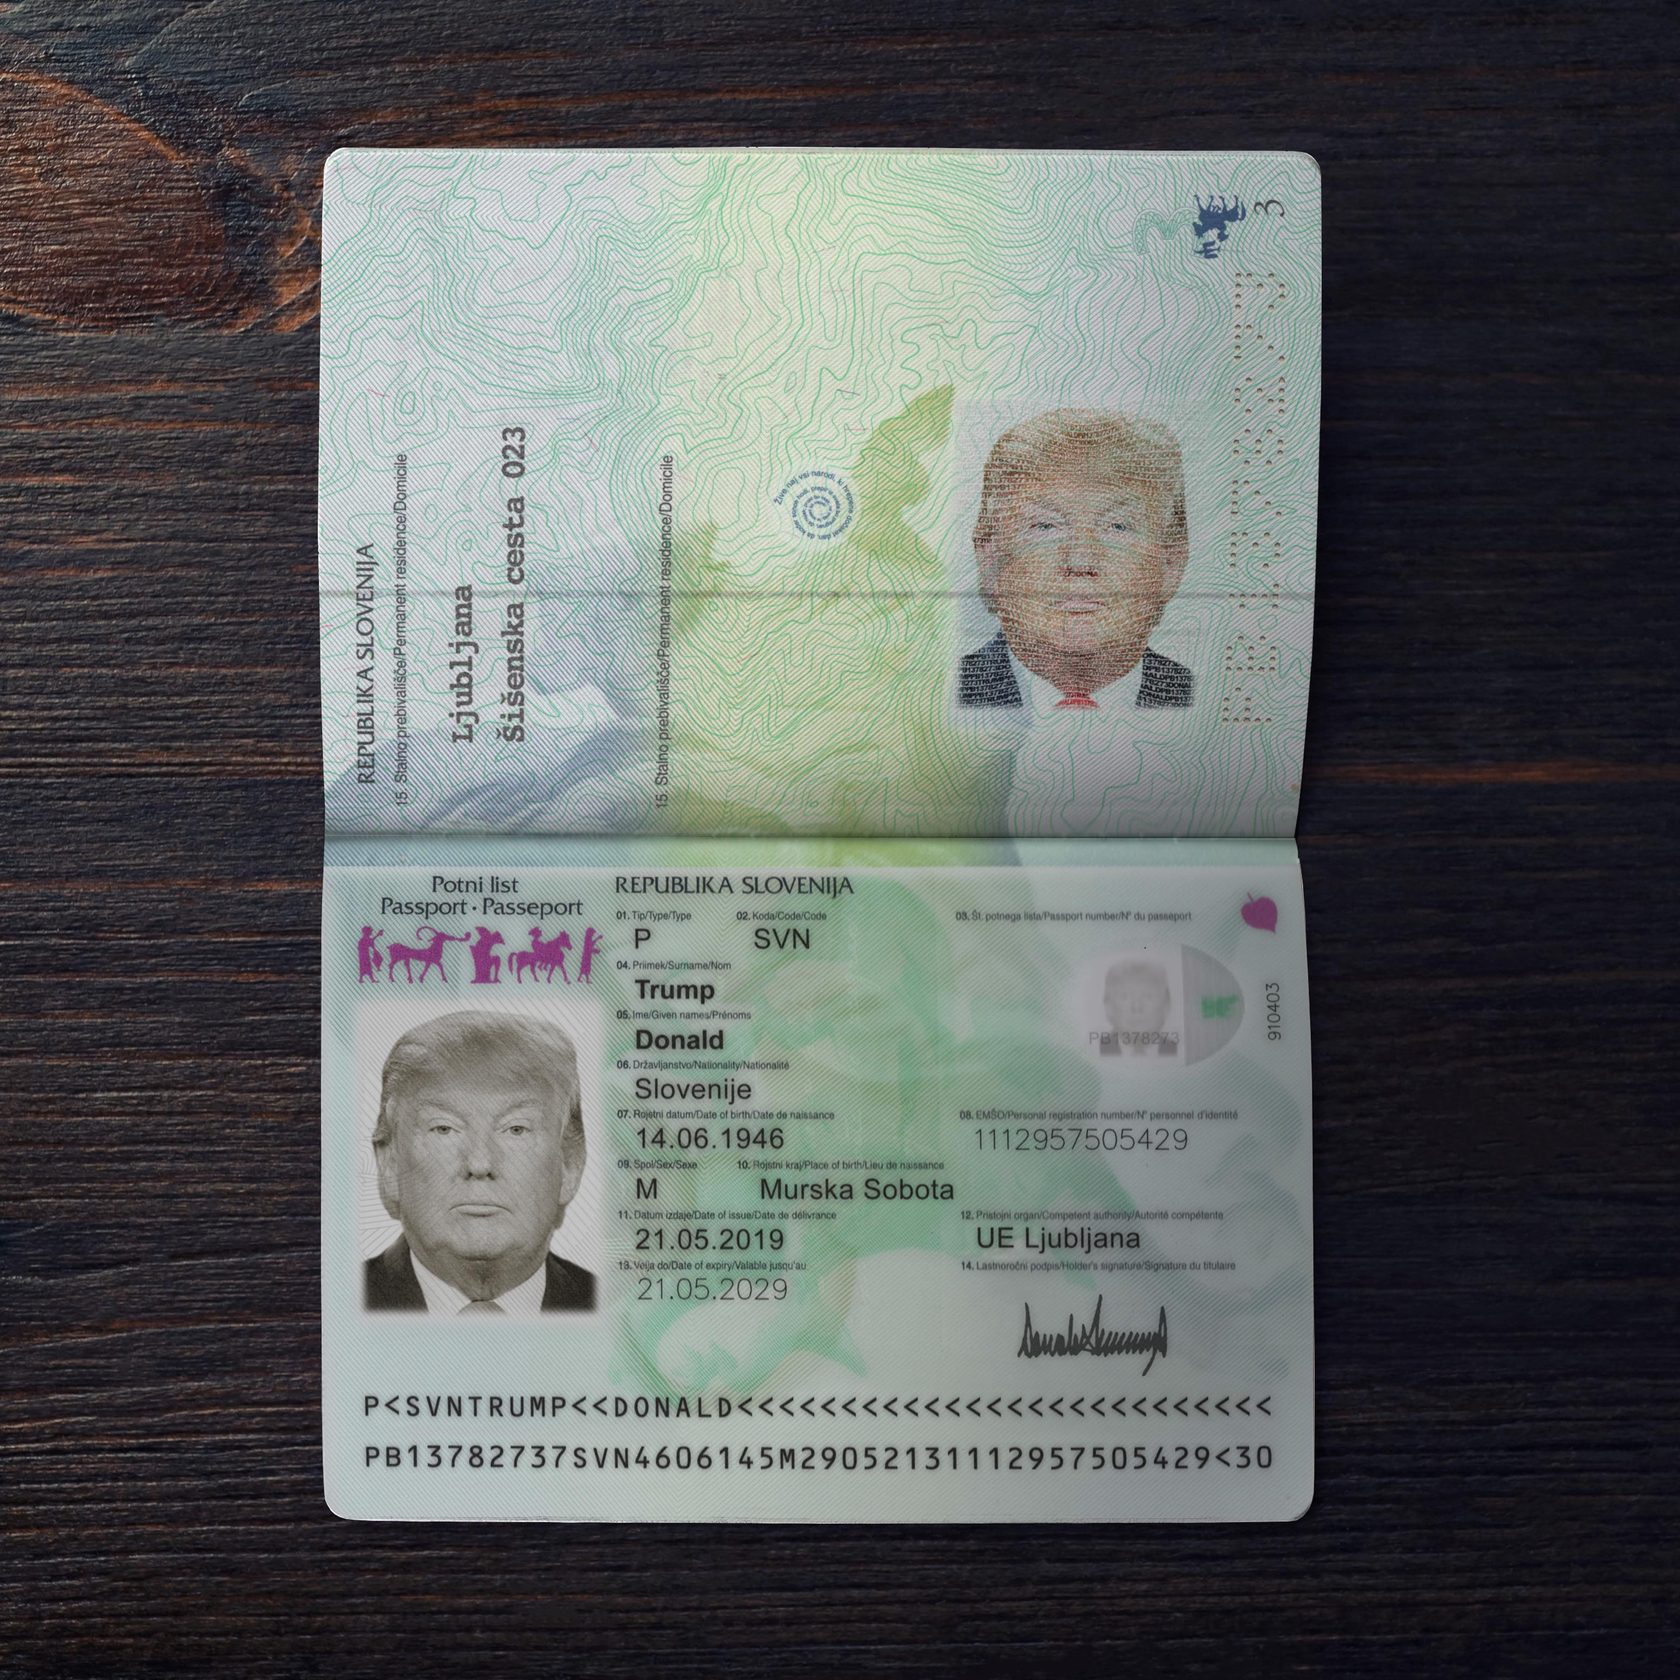 REPUBLIKA SLOVENIJA
15 Stalno prebivališče/Permanent residence/Domicile
Ljubljana
Šišenska cesta 023
15 Stalno prebivališče/Permanent residence/Domicile
3
Potni list
Passport · Passeport
REPUBLIKA SLOVENIJA
01. Tip/Type/Type 02. Koda/Code/Code 03. Št. potnega lista/Passport number/N° du passeport
P SVN
04. Priimek/Surname/Nom
Trump
05. Ime/Given names/Prénoms
Donald
PB1378273
910403
06. Državljanstvo/Nationality/Nationalité
Slovenije
07. Rojstni datum/Date of birth/Date de naissance 08. EMŠO/Personal registration number/N° personnel d'identité
14.06.1946 1112957505429
09. Spol/Sex/Sexe 10. Rojstni kraj/Place of birth/Lieu de naissance
M Murska Sobota
11. Datum izdaje/Date of issue/Date de délivrance 12. Pristojni organ/Competent authority/Autorité compétente
21.05.2019 UE Ljubljana
13. Velja do/Date of expiry/Valable jusqu'au 14. Lastnoročni podpis/Holder's signature/Signature du titulaire
21.05.2029
P<SVNTRUMP<<DONALD<<<<<<<<<<<<<<<<<<<<<<<<<<
PB13782737SVN4606145M29052131112957505429<30